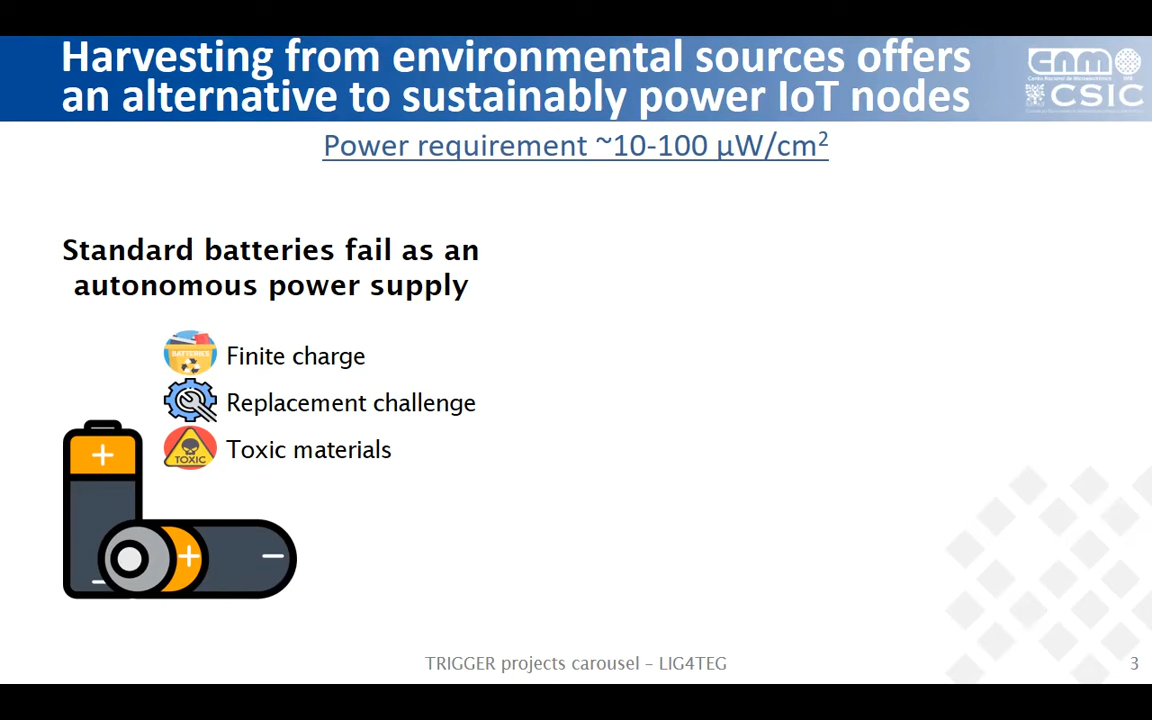 Harvesting from environmental sources offers
an alternative to sustainably power IoT nodes
CSIC
Power requirement ~10-100 µW/cm²
Standard batteries fail as an
autonomous power supply
BATTERIES
Finite charge
Replacement challenge
TOXIC
Toxic materials
TRIGGER projects carousel – LIG4TEG
3